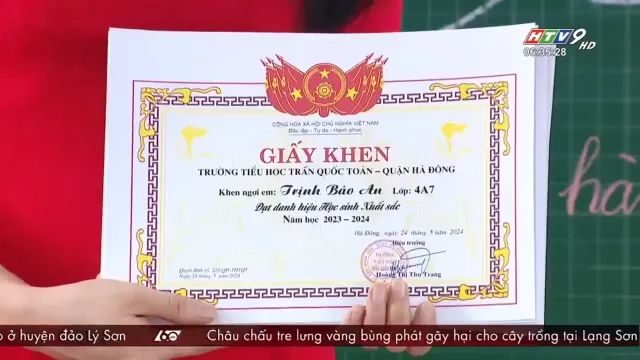 HTV9 HD
06:35:28
CỘNG HÒA XÃ HỘI CHỦ NGHĨA VIỆT NAM
Độc lập - Tự do - Hạnh phúc
GIẤY KHEN
TRƯỜNG TIỂU HỌC TRẦN QUỐC TOẢN – QUẬN HÀ ĐÔNG
Khen ngợi em: Trịnh Bảo An Lớp: 4A7
Đạt danh hiệu Học sinh Xuất sắc
Năm học 2023 – 2024
Hà Đông, ngày 24 tháng 5 năm 2024
Hiệu trưởng
Quyết định số
Ngày 24 tháng 5 năm 2024
Hoàng Thị Thu Trang
hà
ở huyện đảo Lý Sơn
60
Châu chấu tre lưng vàng bùng phát gây hại cho cây trồng tại Lạng Sơn